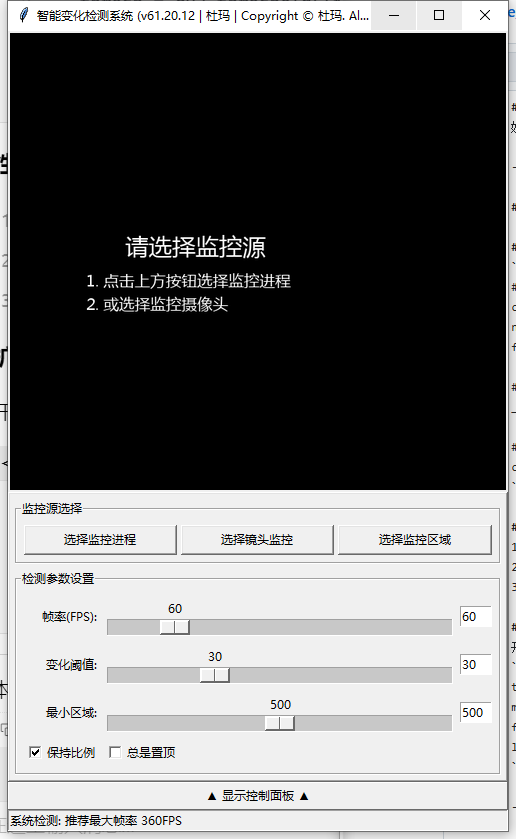 智能变化检测系统 (v61.20.12 | 杜玛 | Copyright © 杜玛. Al...
请选择监控源
1. 点击上方按钮选择监控进程
2. 或选择监控摄像头
监控源选择
选择监控进程 选择镜头监控 选择监控区域
检测参数设置
60
帧率(FPS): 60
30
变化阈值: 30
500
最小区域: 500
保持比例 总是置顶
▲ 显示控制面板 ▲
系统检测: 推荐最大帧率 360FPS